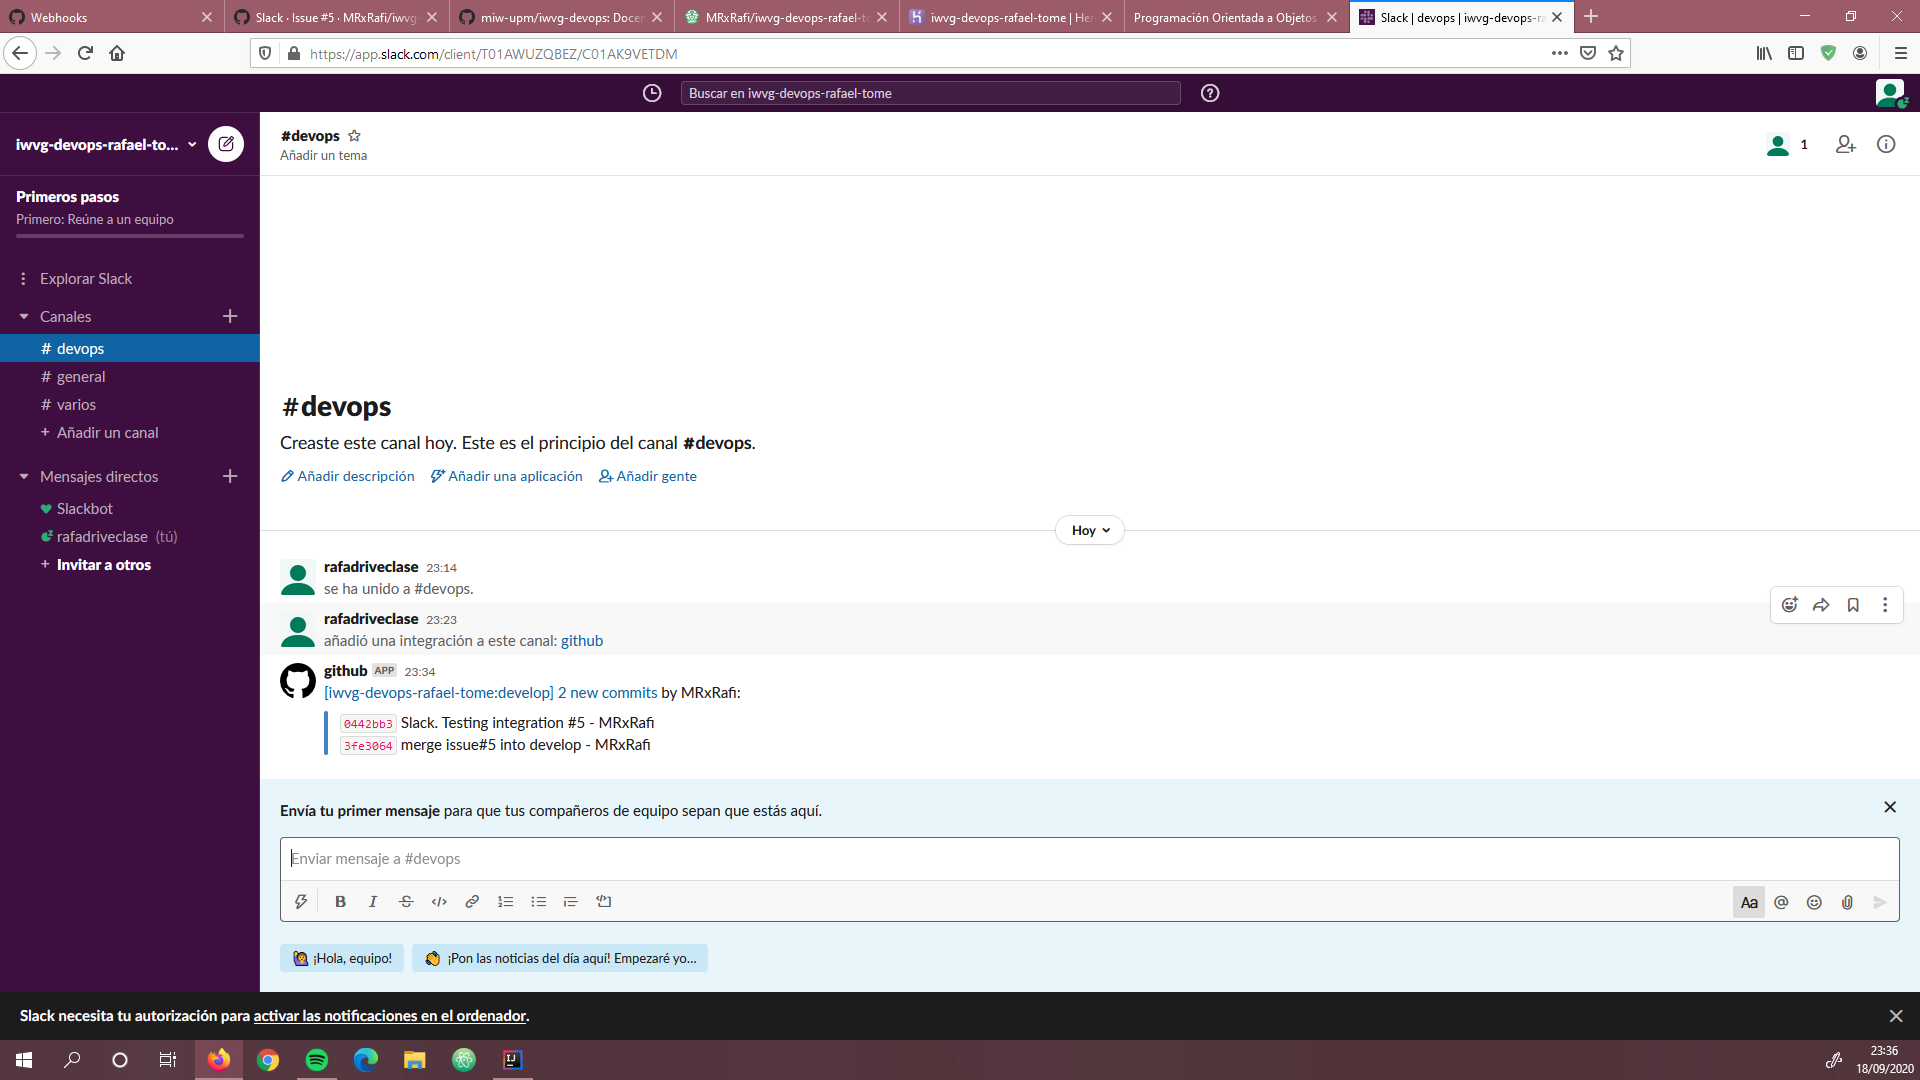 Webhooks
Slack · Issue #5 · MRxRafi/iwvg
miw-upm/iwvg-devops: Docen
MRxRafi/iwvg-devops-rafael-t
iwvg-devops-rafael-tome | Her
Programación Orientada a Objetos
Slack | devops | iwvg-devops-ra
https://app.slack.com/client/T01AWUZQBEZ/C01AK9VETDM
Buscar en iwvg-devops-rafael-tome
iwvg-devops-rafael-to...
#devops
Añadir un tema
1
Primeros pasos
Primero: Reúne a un equipo
Explorar Slack
Canales
# devops
# general
# varios
+ Añadir un canal
Mensajes directos
Slackbot
rafadriveclase (tú)
+ Invitar a otros
#devops
Creaste este canal hoy. Este es el principio del canal #devops.
Añadir descripción
Añadir una aplicación
Añadir gente
Hoy
rafadriveclase 23:14
se ha unido a #devops.
rafadriveclase 23:23
añadió una integración a este canal: github
github APP 23:34
[iwvg-devops-rafael-tome:develop] 2 new commits by MRxRafi:
0442bb3 Slack. Testing integration #5 - MRxRafi
3fe3064 merge issue#5 into develop - MRxRafi
Envía tu primer mensaje para que tus compañeros de equipo sepan que estás aquí.
Enviar mensaje a #devops
B I S </> Aa @
¡Hola, equipo!
¡Pon las noticias del día aquí! Empezaré yo...
Slack necesita tu autorización para activar las notificaciones en el ordenador.
IJ
23:36
18/09/2020